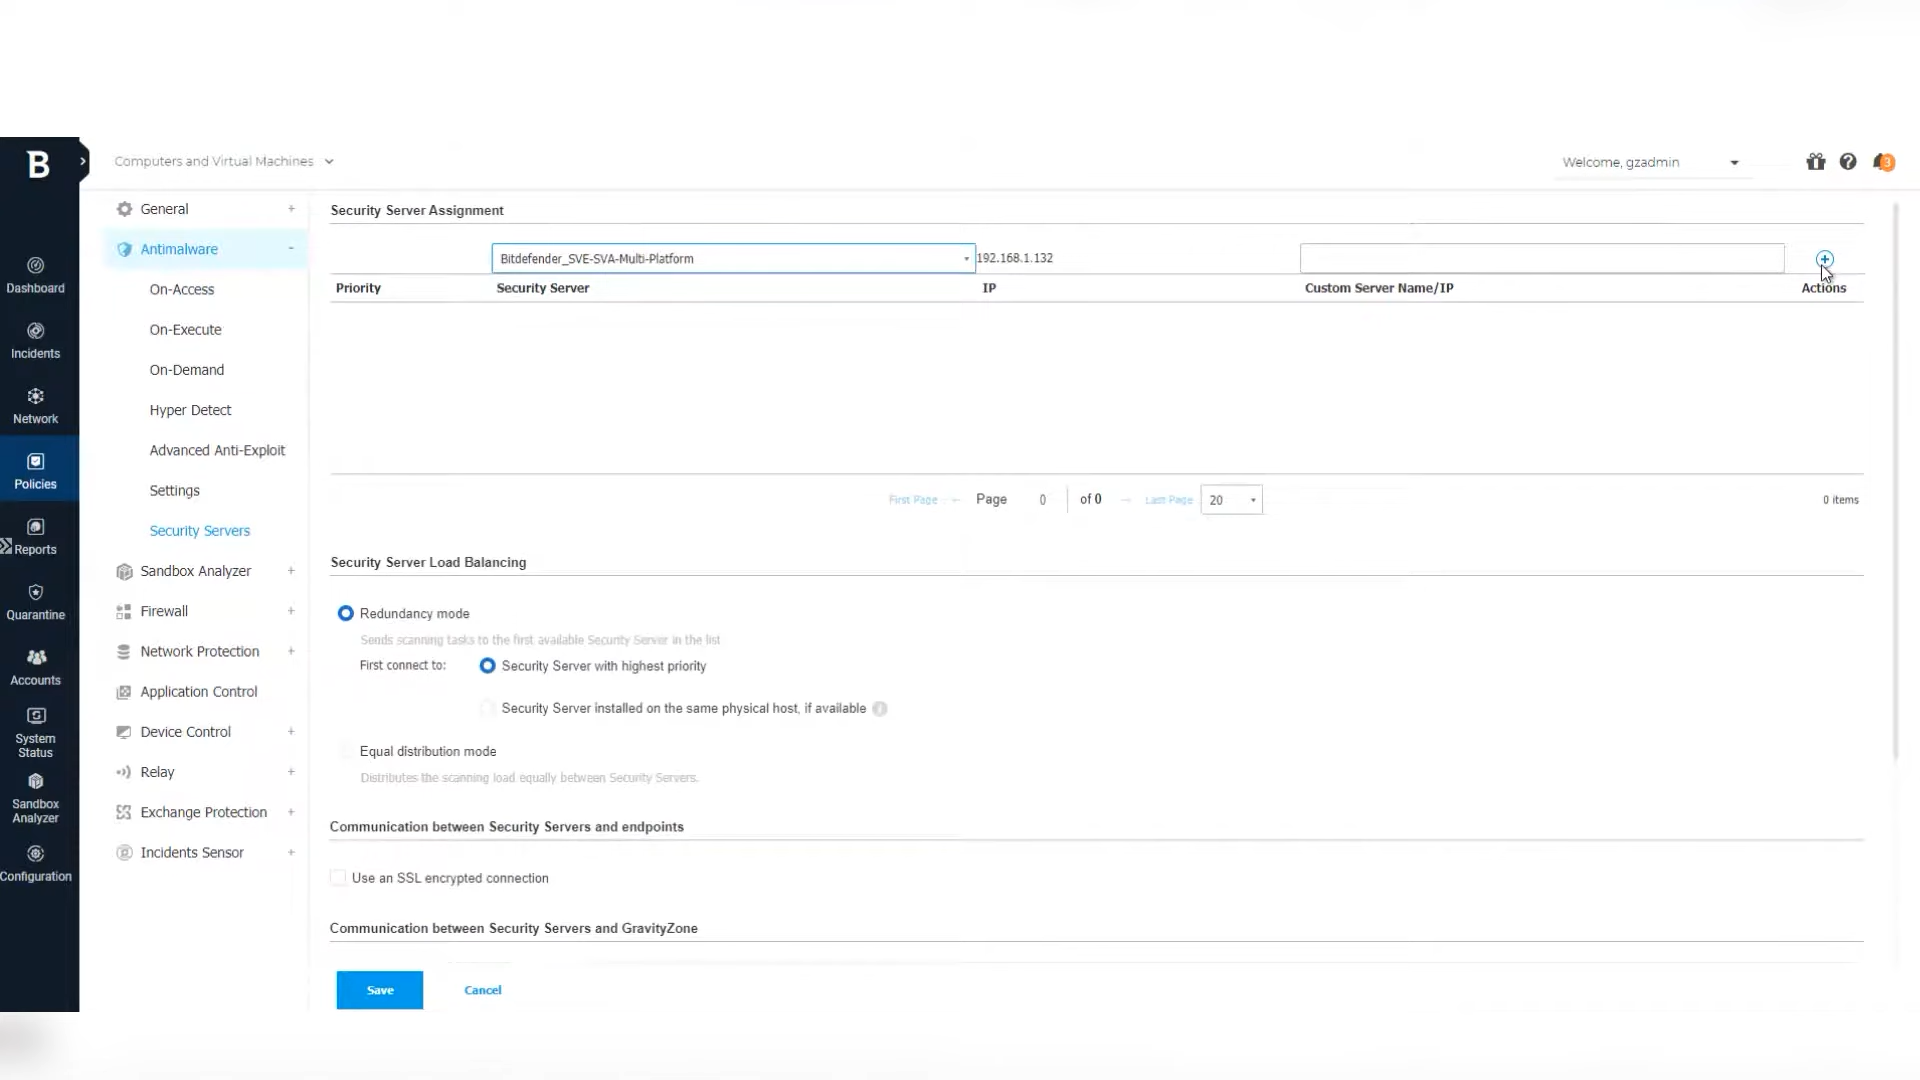 B
Computers and Virtual Machines
Welcome, gzadmin
3
Dashboard
Incidents
Network
Policies
Reports
Quarantine
Accounts
System
Status
Sandbox
Analyzer
Configuration
General
Antimalware
On-Access
On-Execute
On-Demand
Hyper Detect
Advanced Anti-Exploit
Settings
Security Servers
Sandbox Analyzer
Firewall
Network Protection
Application Control
Device Control
Relay
Exchange Protection
Incidents Sensor
Security Server Assignment
Bitdefender_SVE-SVA-Multi-Platform 192.168.1.132
Priority Security Server IP Custom Server Name/IP Actions
First Page ← Page 0 of 0 → Last Page 20 0 items
Security Server Load Balancing
Redundancy mode
Sends scanning tasks to the first available Security Server in the list
First connect to: Security Server with highest priority
Security Server installed on the same physical host, if available
Equal distribution mode
Distributes the scanning load equally between Security Servers.
Communication between Security Servers and endpoints
Use an SSL encrypted connection
Communication between Security Servers and GravityZone
Save Cancel